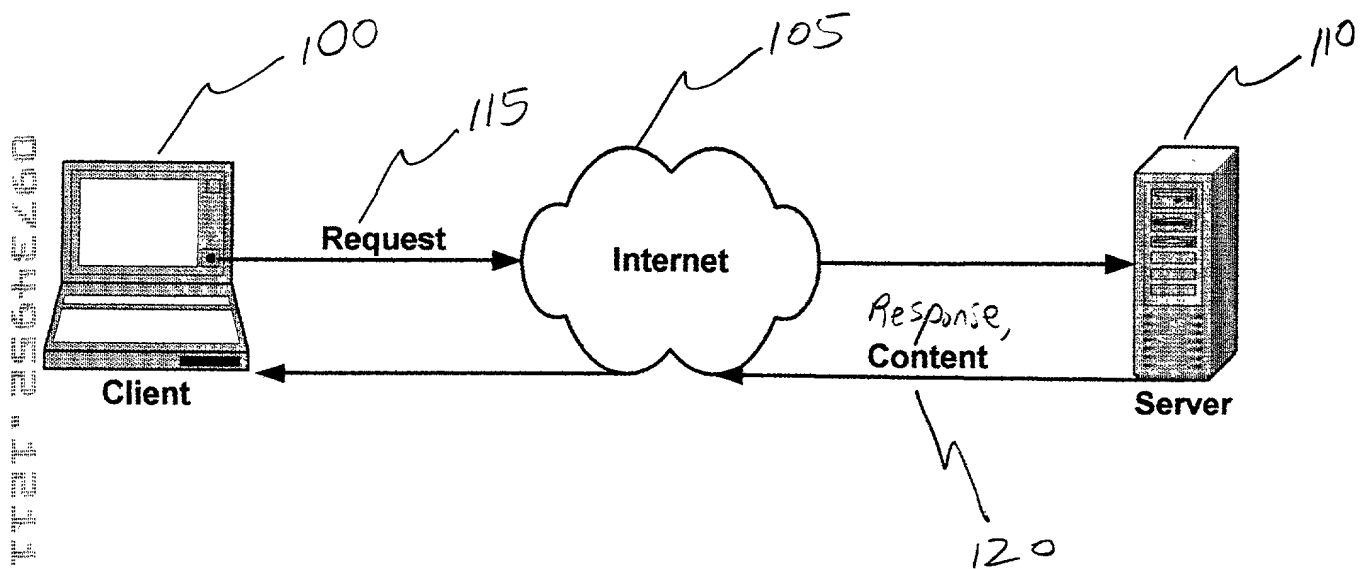 100
115
105
110
Request
Internet
Response,
Content
Client
Server
120